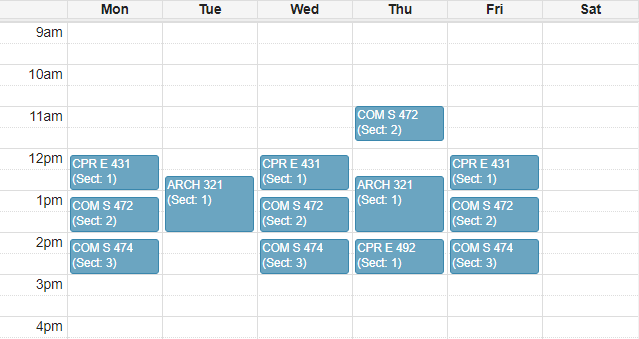 Mon Tue Wed Thu Fri Sat
9am
10am
11am
COM S 472
(Sect: 2)
12pm
CPR E 431
(Sect: 1)
CPR E 431
(Sect: 1)
CPR E 431
(Sect: 1)
ARCH 321
(Sect: 1)
ARCH 321
(Sect: 1)
1pm
COM S 472
(Sect: 2)
COM S 472
(Sect: 2)
COM S 472
(Sect: 2)
2pm
COM S 474
(Sect: 3)
COM S 474
(Sect: 3)
CPR E 492
(Sect: 1)
COM S 474
(Sect: 3)
3pm
4pm